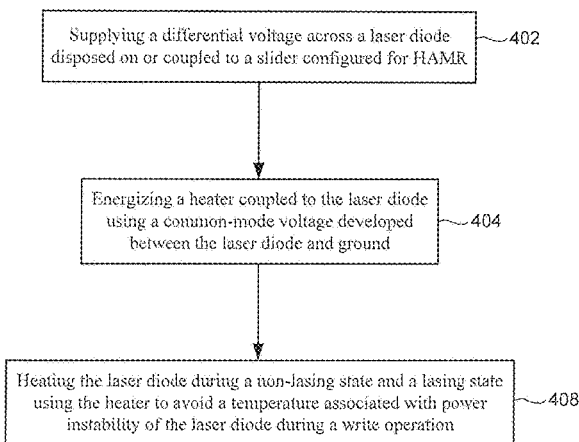 Supplying a differential voltage across a laser diode
disposed on or coupled to a slider configured for HAMR
402
Energizing a heater coupled to the laser diode
using a common-mode voltage developed
between the laser diode and ground
404
Heating the laser diode during a non-lasing state and a lasing state
using the heater to avoid a temperature associated with power
instability of the laser diode during a write operation
408